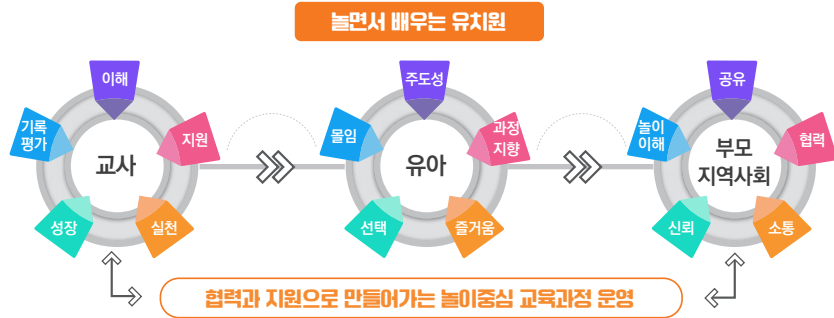 놀면서 배우는 유치원
이해
기록
평가
지원
교사
성장
실천
주도성
몰입
과정
지향
유아
선택
즐거움
공유
놀이
이해
협력
부모
지역사회
신뢰
소통
협력과 지원으로 만들어가는 놀이중심 교육과정 운영